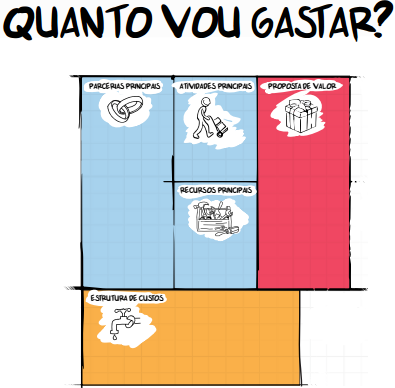 QUANTO VOU GASTAR?
PARCERIAS PRINCIPAIS
ATIVIDADES PRINCIPAIS
PROPOSTA DE VALOR
RECURSOS PRINCIPAIS
ESTRUTURA DE CUSTOS